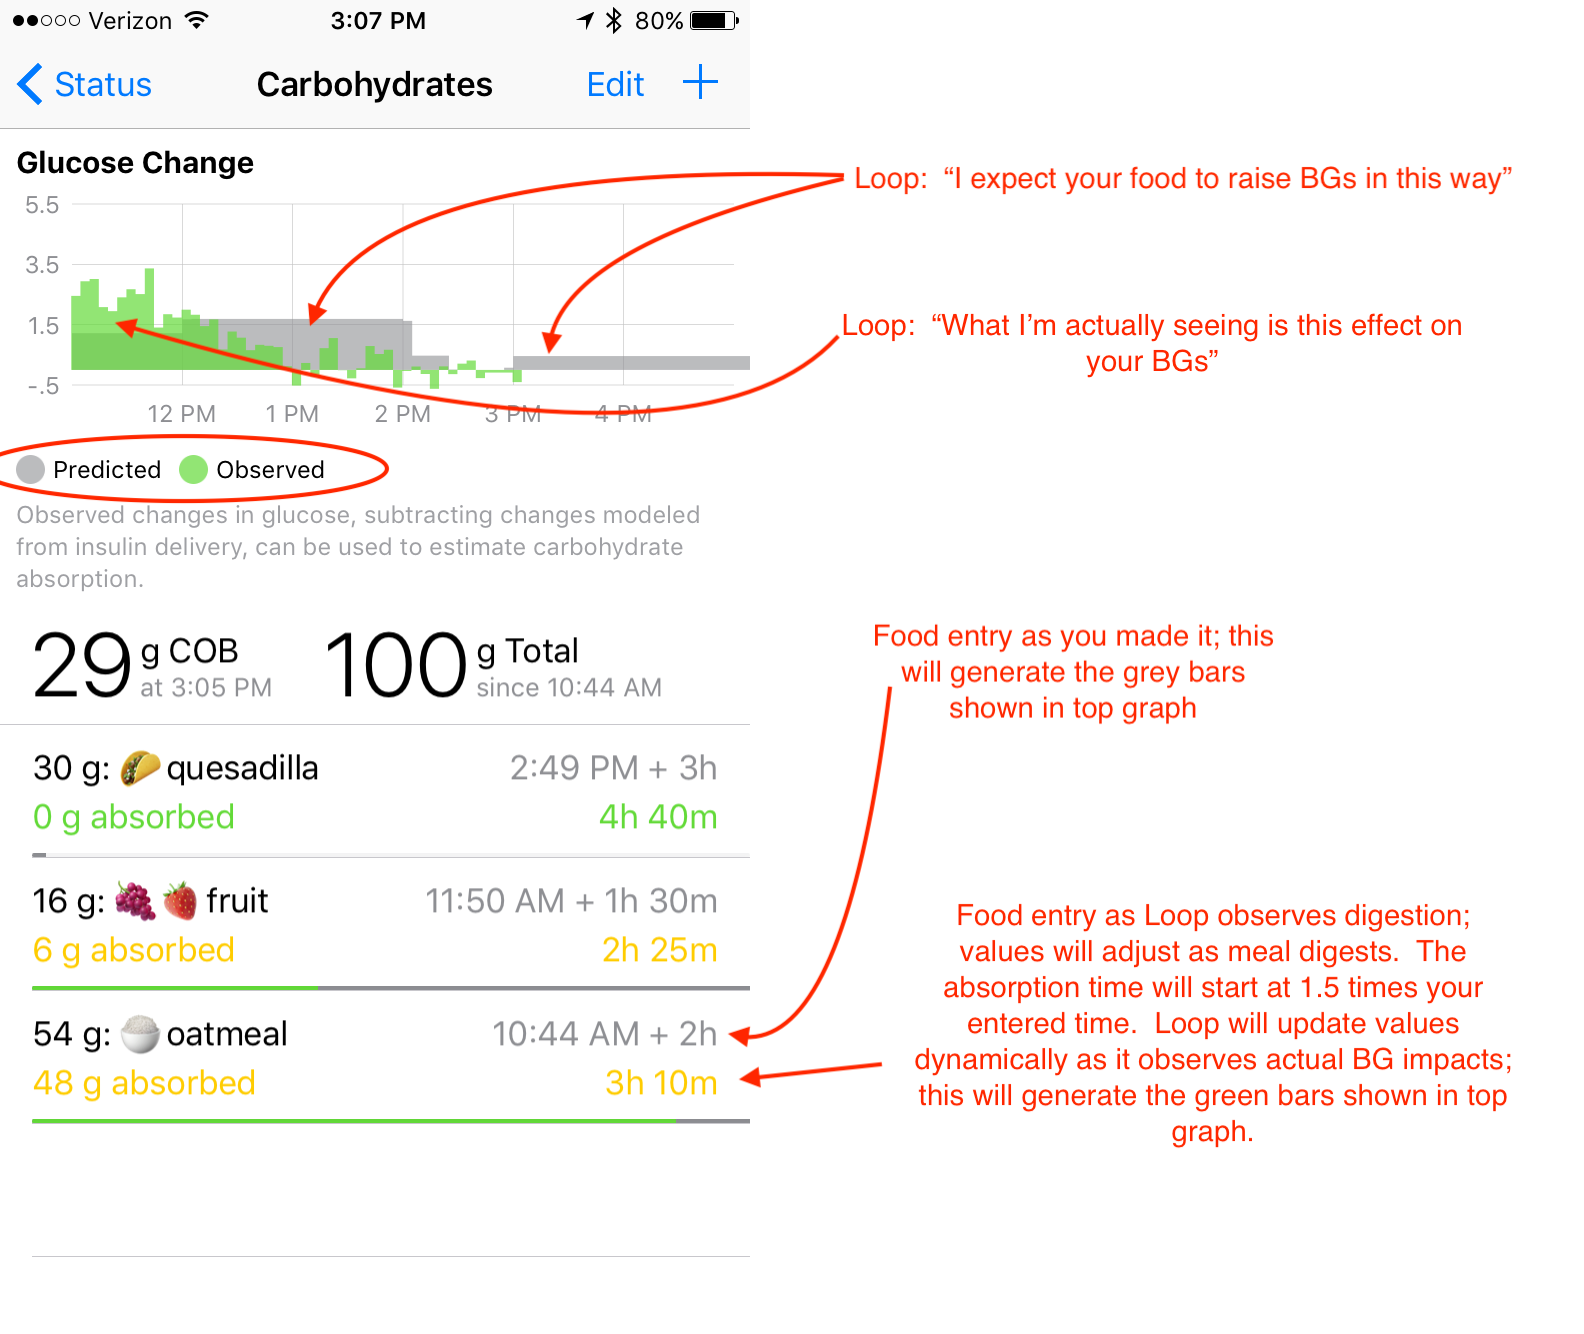 Verizon 3:07 PM 80%
Status Carbohydrates Edit
Glucose Change
5.5
3.5
1.5
-.5
12 PM 1 PM 2 PM 3 PM 4 PM
Predicted Observed
Observed changes in glucose, subtracting changes modeled
from insulin delivery, can be used to estimate carbohydrate
absorption.
29 g COB at 3:05 PM
100 g Total since 10:44 AM
30 g: 🌮 quesadilla 2:49 PM + 3h
0 g absorbed 4h 40m
16 g: 🍇🍓 fruit 11:50 AM + 1h 30m
6 g absorbed 2h 25m
54 g: 🍚 oatmeal 10:44 AM + 2h
48 g absorbed 3h 10m
Loop: “I expect your food to raise BGs in this way”
Loop: “What I’m actually seeing is this effect on
your BGs”
Food entry as you made it; this
will generate the grey bars
shown in top graph
Food entry as Loop observes digestion;
values will adjust as meal digests. The
absorption time will start at 1.5 times your
entered time. Loop will update values
dynamically as it observes actual BG impacts;
this will generate the green bars shown in top
graph.